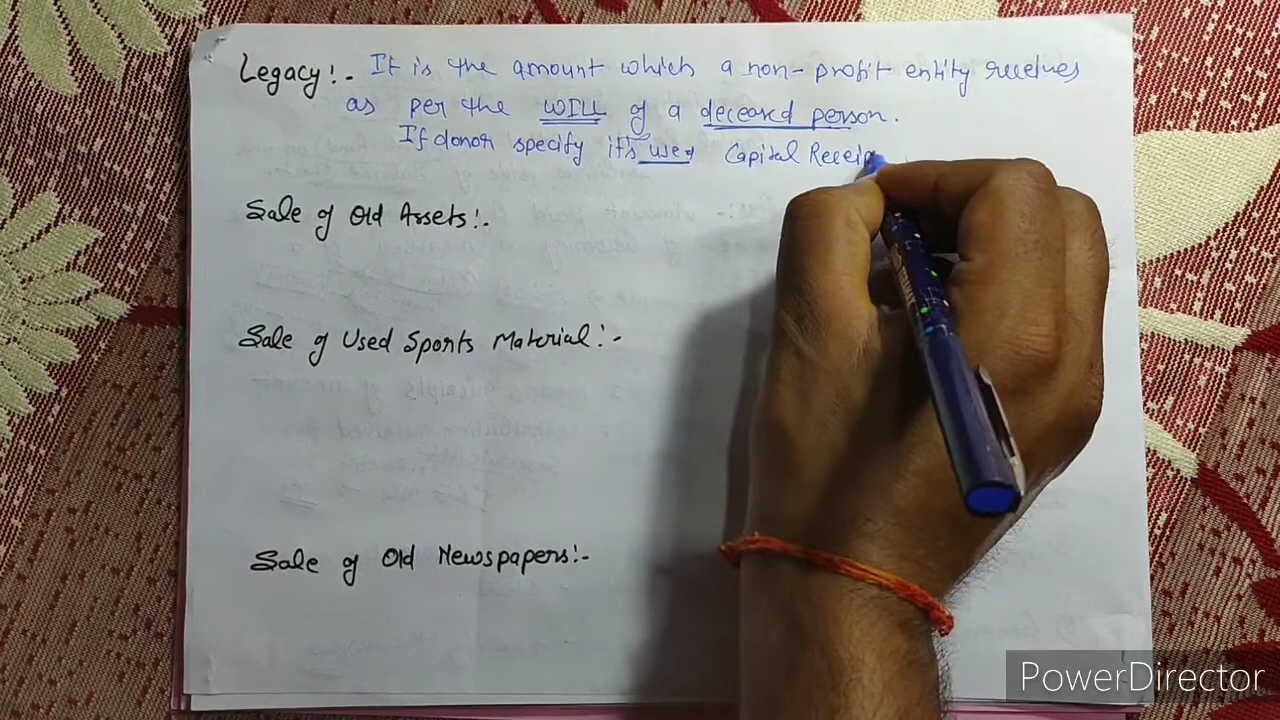 Legacy:- It is the amount which a non-profit entity receives
as per the WILL of a deceased person.
If donor specify it's use, Capital Receip
Sale of Old Assets:-
Sale of Used Sports Material:-
Sale of Old Newspapers:-
PowerDirector